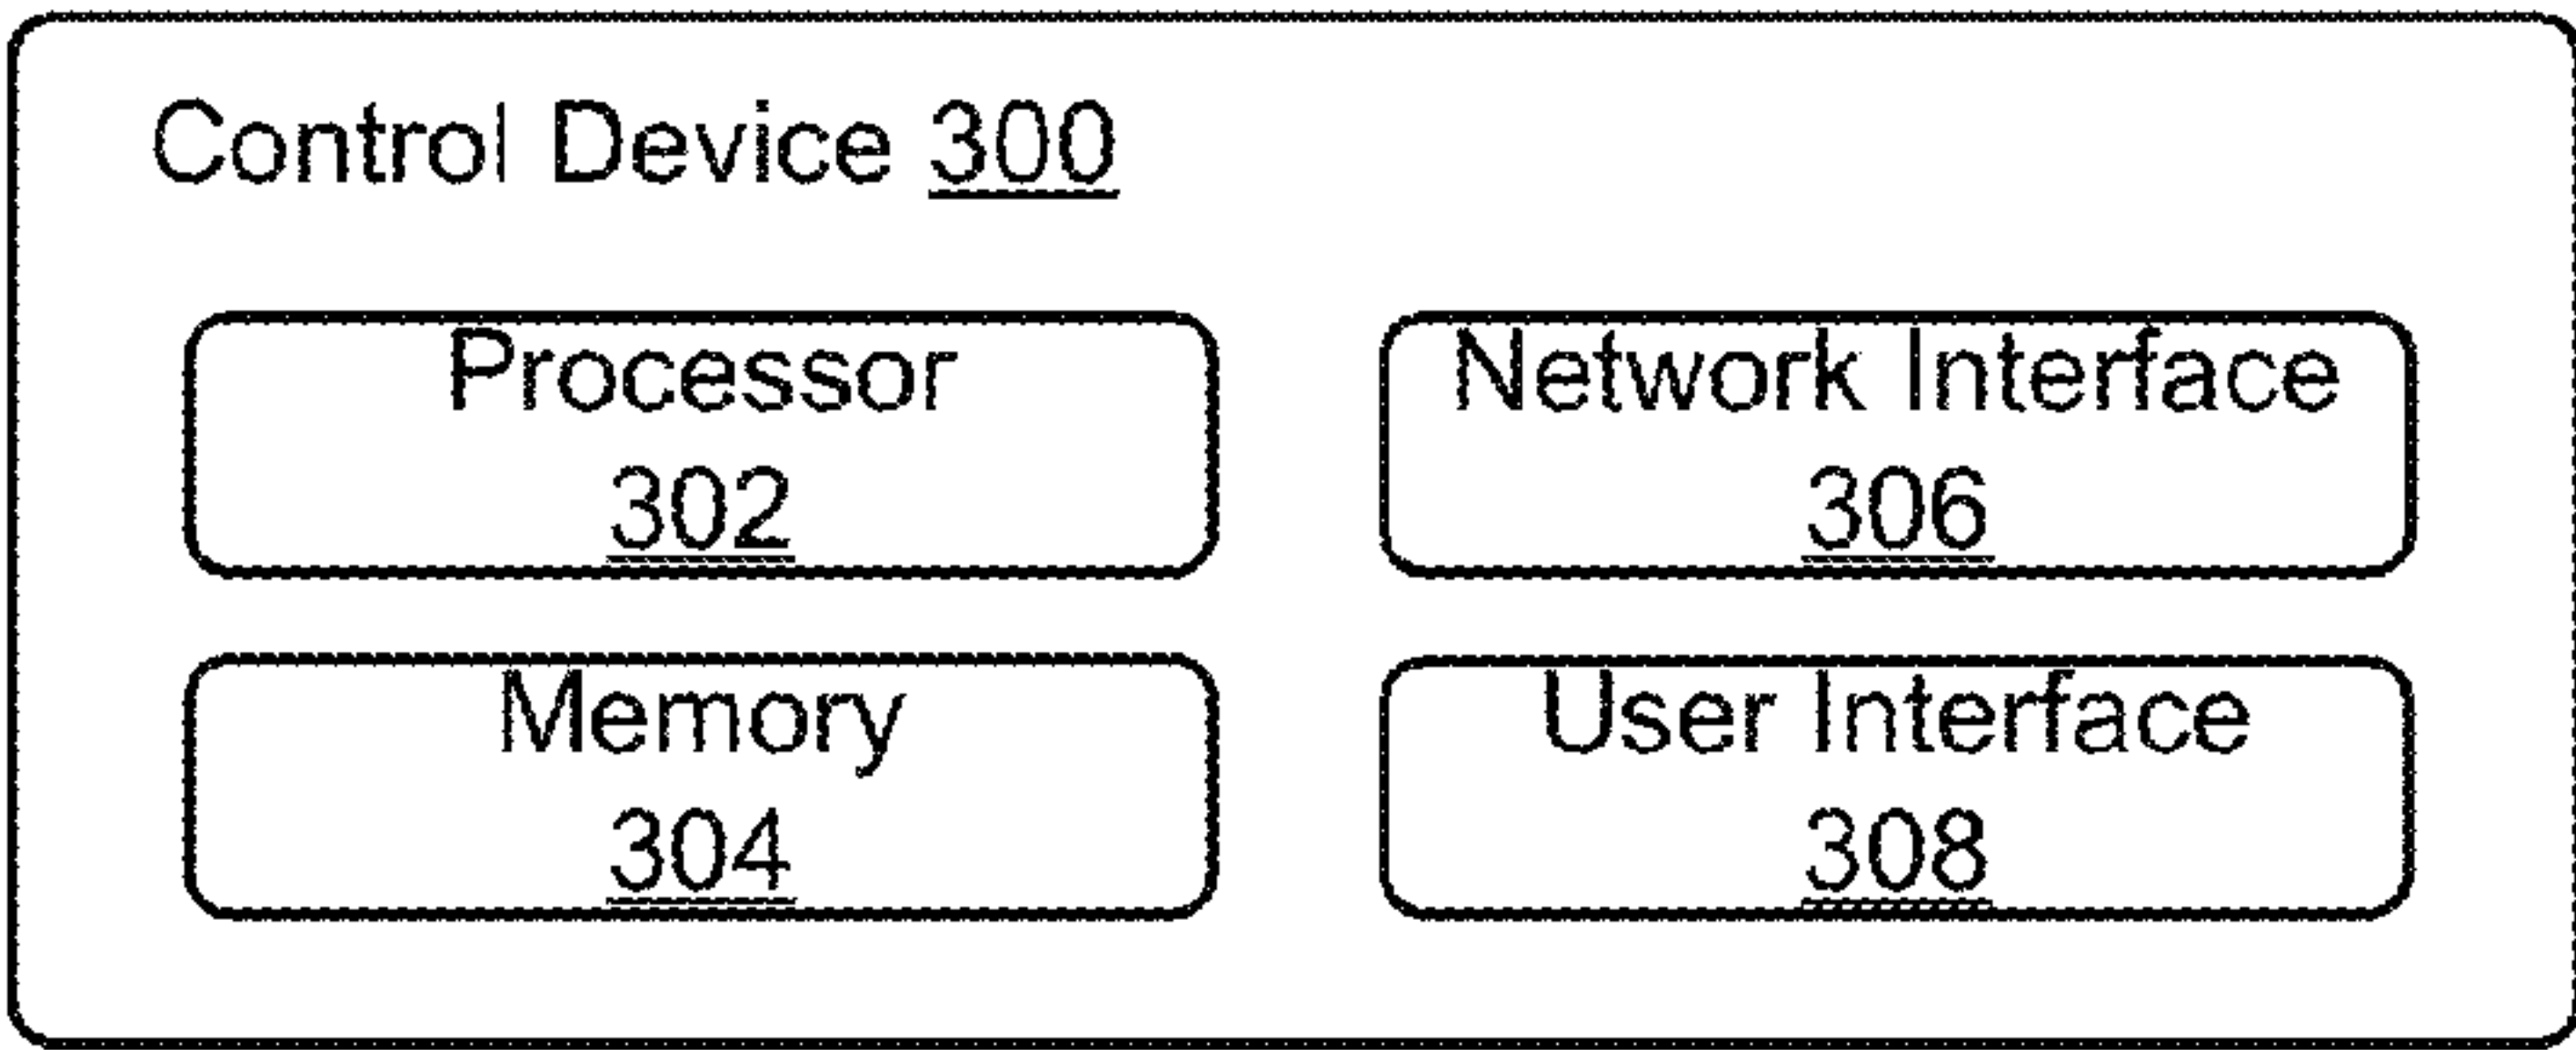 Control Device 300
Processor
302
Network Interface
306
Memory
304
User Interface
308